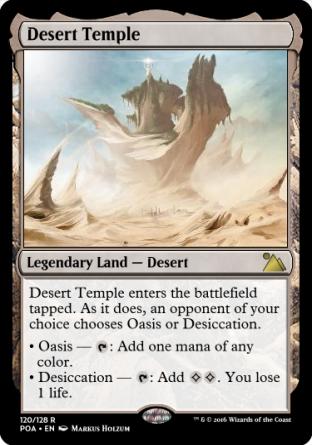 Desert Temple
Legendary Land — Desert
Desert Temple enters the battlefield
tapped. As it does, an opponent of your
choice chooses Oasis or Desiccation.
• Oasis — : Add one mana of any
color.
• Desiccation — : Add . You lose
1 life.
120/128 R
POA • EN Markus Holzum
™ & © 2016 Wizards of the Coast